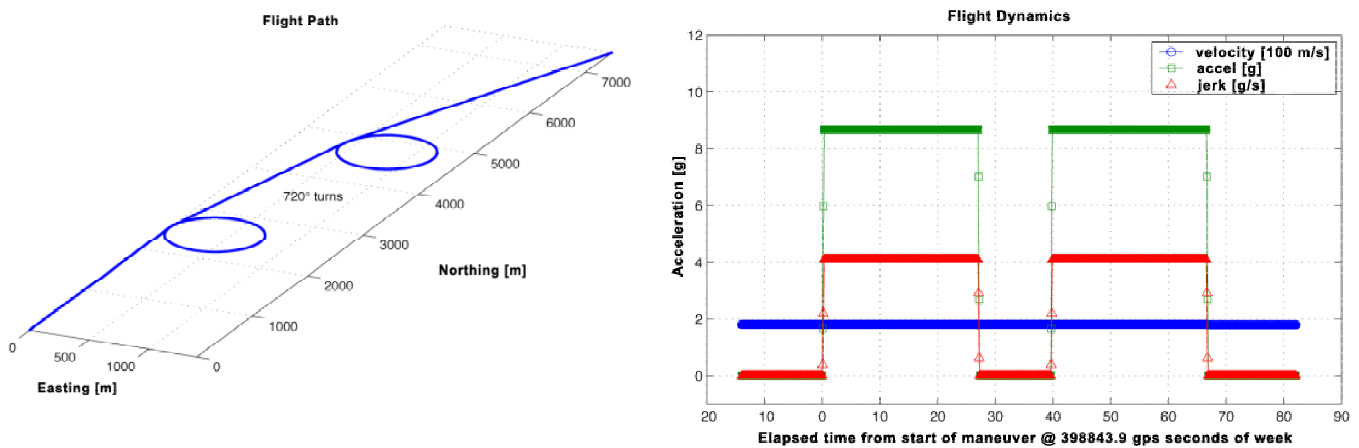 Flight Path
7000
6000
5000
4000
3000
2000
1000
0
720° turns
Northing [m]
0
500
1000
Easting [m]
Flight Dynamics
velocity [100 m/s]
accel [g]
jerk [g/s]
Acceleration [g]
12
10
8
6
4
2
0
20 10 0 10 20 30 40 50 60 70 80 90
Elapsed time from start of maneuver @ 398843.9 gps seconds of week